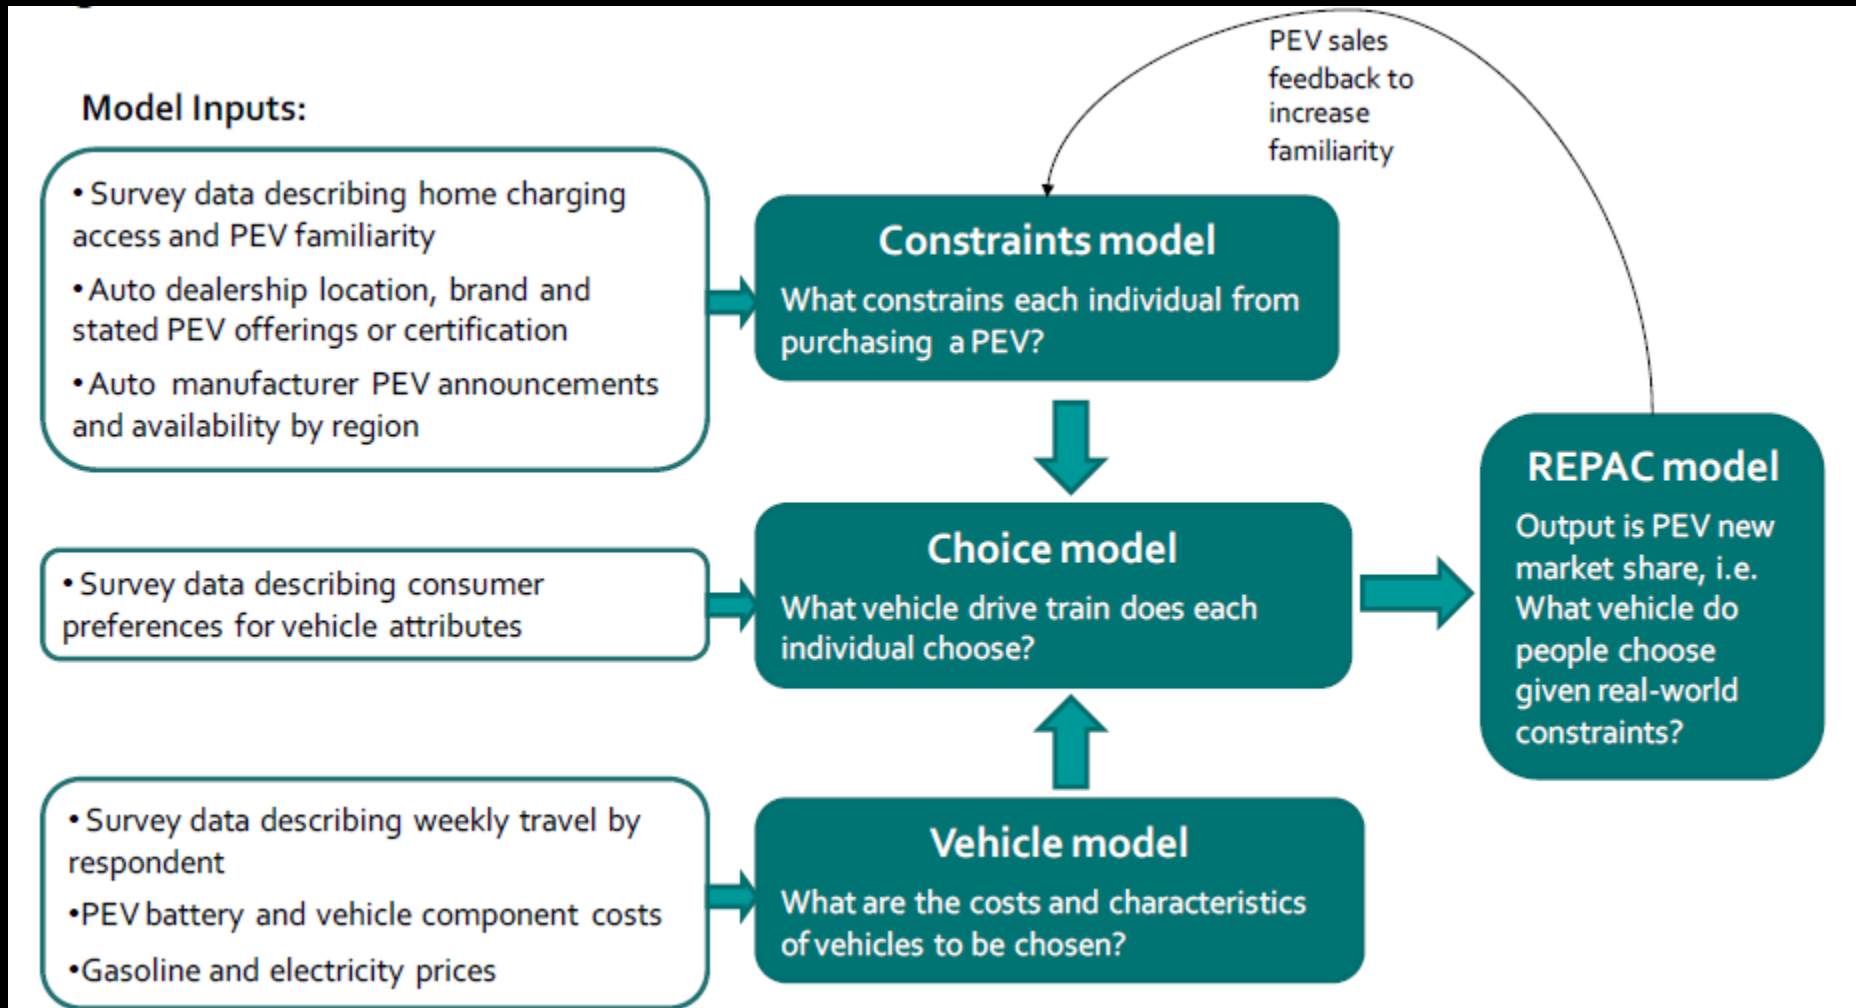 Model Inputs:
• Survey data describing home charging
access and PEV familiarity
• Auto dealership location, brand and
stated PEV offerings or certification
• Auto manufacturer PEV announcements
and availability by region
• Survey data describing consumer
preferences for vehicle attributes
• Survey data describing weekly travel by
respondent
•PEV battery and vehicle component costs
•Gasoline and electricity prices
Constraints model
What constrains each individual from
purchasing a PEV?
Choice model
What vehicle drive train does each
individual choose?
Vehicle model
What are the costs and characteristics
of vehicles to be chosen?
PEV sales
feedback to
increase
familiarity
REPAC model
Output is PEV new
market share, i.e.
What vehicle do
people choose
given real-world
constraints?